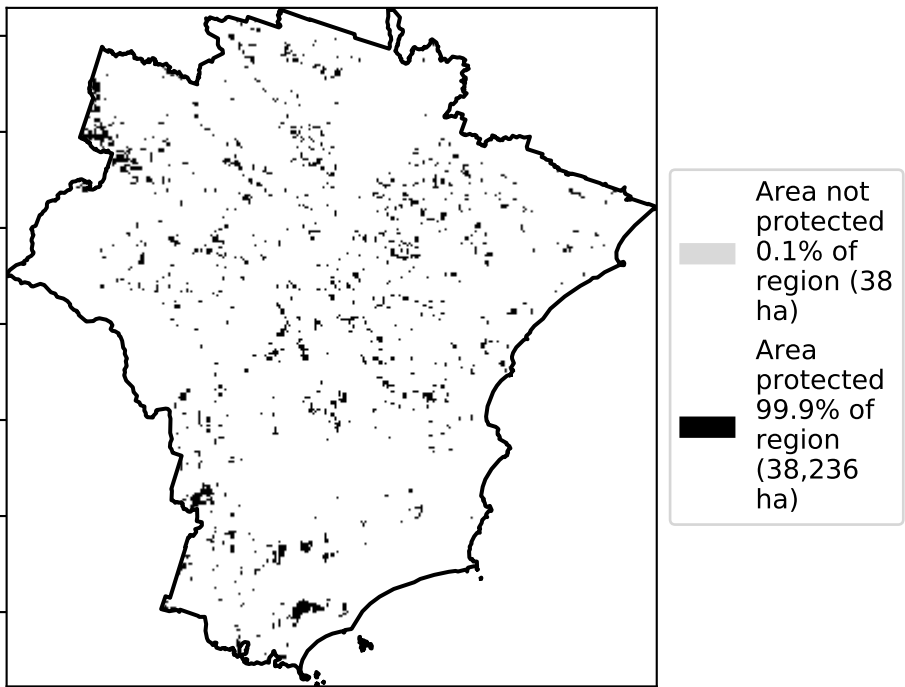 Area not
protected
0.1% of
region (38
ha)
Area
protected
99.9% of
region
(38,236
ha)